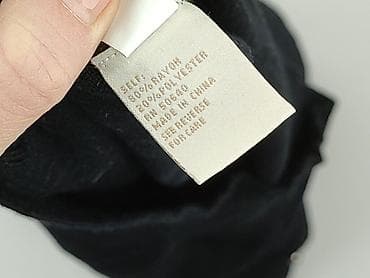 SELF:
80% RAYON
20% POLYESTER
RN 50640
MADE IN CHINA
SEE REVERSE
FOR CARE